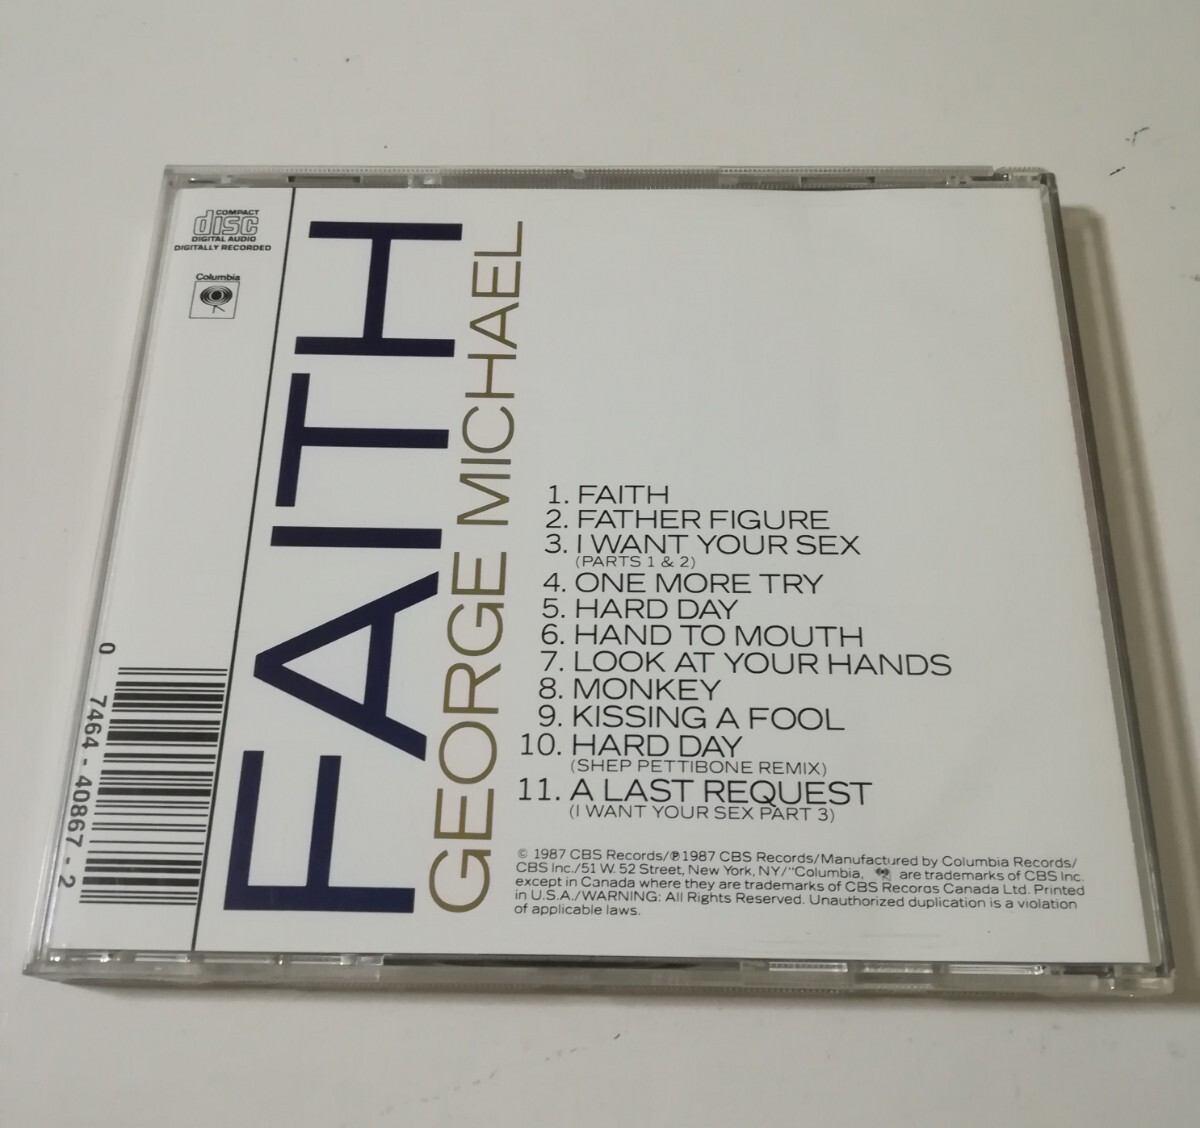 COMPACT
disc
DIGITAL AUDIO
DIGITALLY RECORDED
Columbia
FAITH
GEORGE MICHAEL
1. FAITH
2. FATHER FIGURE
3. I WANT YOUR SEX
(PARTS 1 & 2)
4. ONE MORE TRY
5. HARD DAY
6. HAND TO MOUTH
7. LOOK AT YOUR HANDS
8. MONKEY
9. KISSING A FOOL
10. HARD DAY
(SHEP PETTIBONE REMIX)
11. A LAST REQUEST
(I WANT YOUR SEX PART 3)
© 1987 CBS Records/℗1987 CBS Records/Manufactured by Columbia Records/
CBS Inc./51 W. 52 Street, New York, NY/"Columbia, are trademarks of CBS Inc.
except in Canada where they are trademarks of CBS Records Canada Ltd. Printed
in U.S.A./WARNING: All Rights Reserved. Unauthorized duplication is a violation
of applicable laws.
0 7464-40867-2